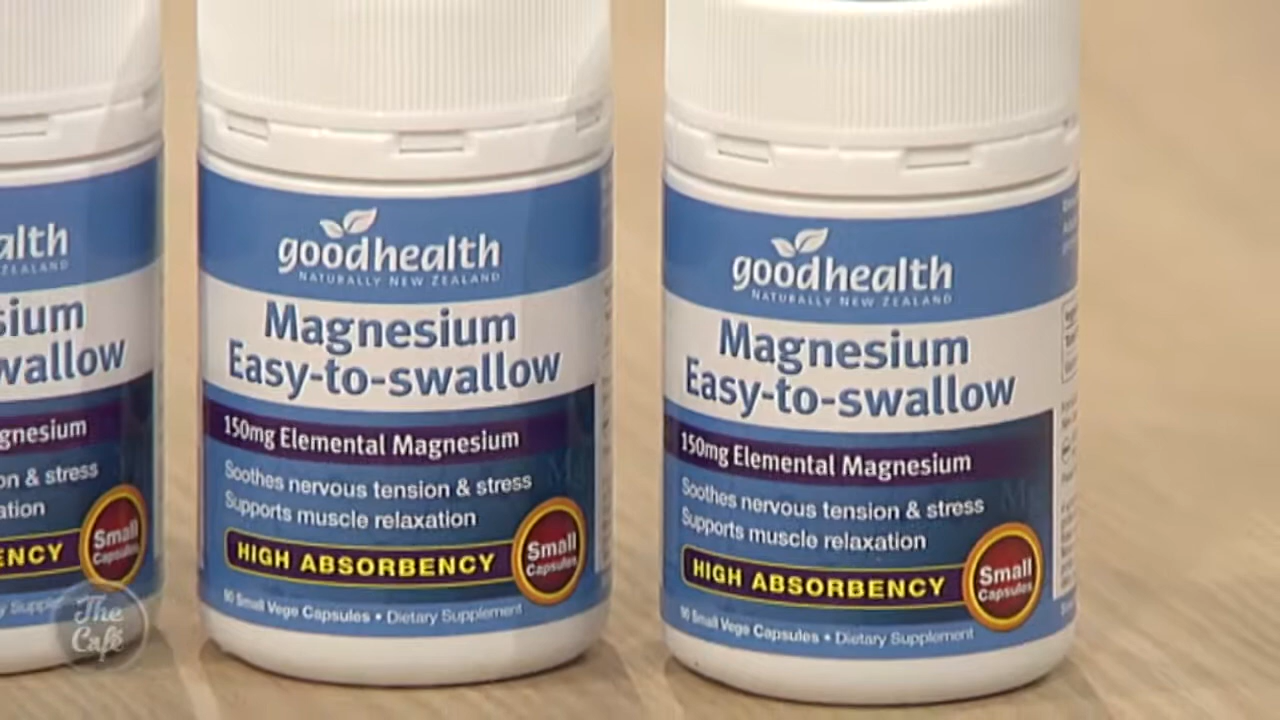 alth
ZEALAND
sium
wallow
gnesium
on & stress
ation
ENCY
Small
Capsules
goodhealth
NATURALLY NEW ZEALAND
Magnesium
Easy-to-swallow
150mg Elemental Magnesium
Soothes nervous tension & stress
Supports muscle relaxation
HIGH ABSORBENCY
Small
Capsules
90 Small Vege Capsules • Dietary Supplement
goodhealth
NATURALLY NEW ZEALAND
Magnesium
Easy-to-swallow
150mg Elemental Magnesium
Soothes nervous tension & stress
Supports muscle relaxation
HIGH ABSORBENCY
Small
Capsules
90 Small Vege Capsules • Dietary Supplement
The
Café